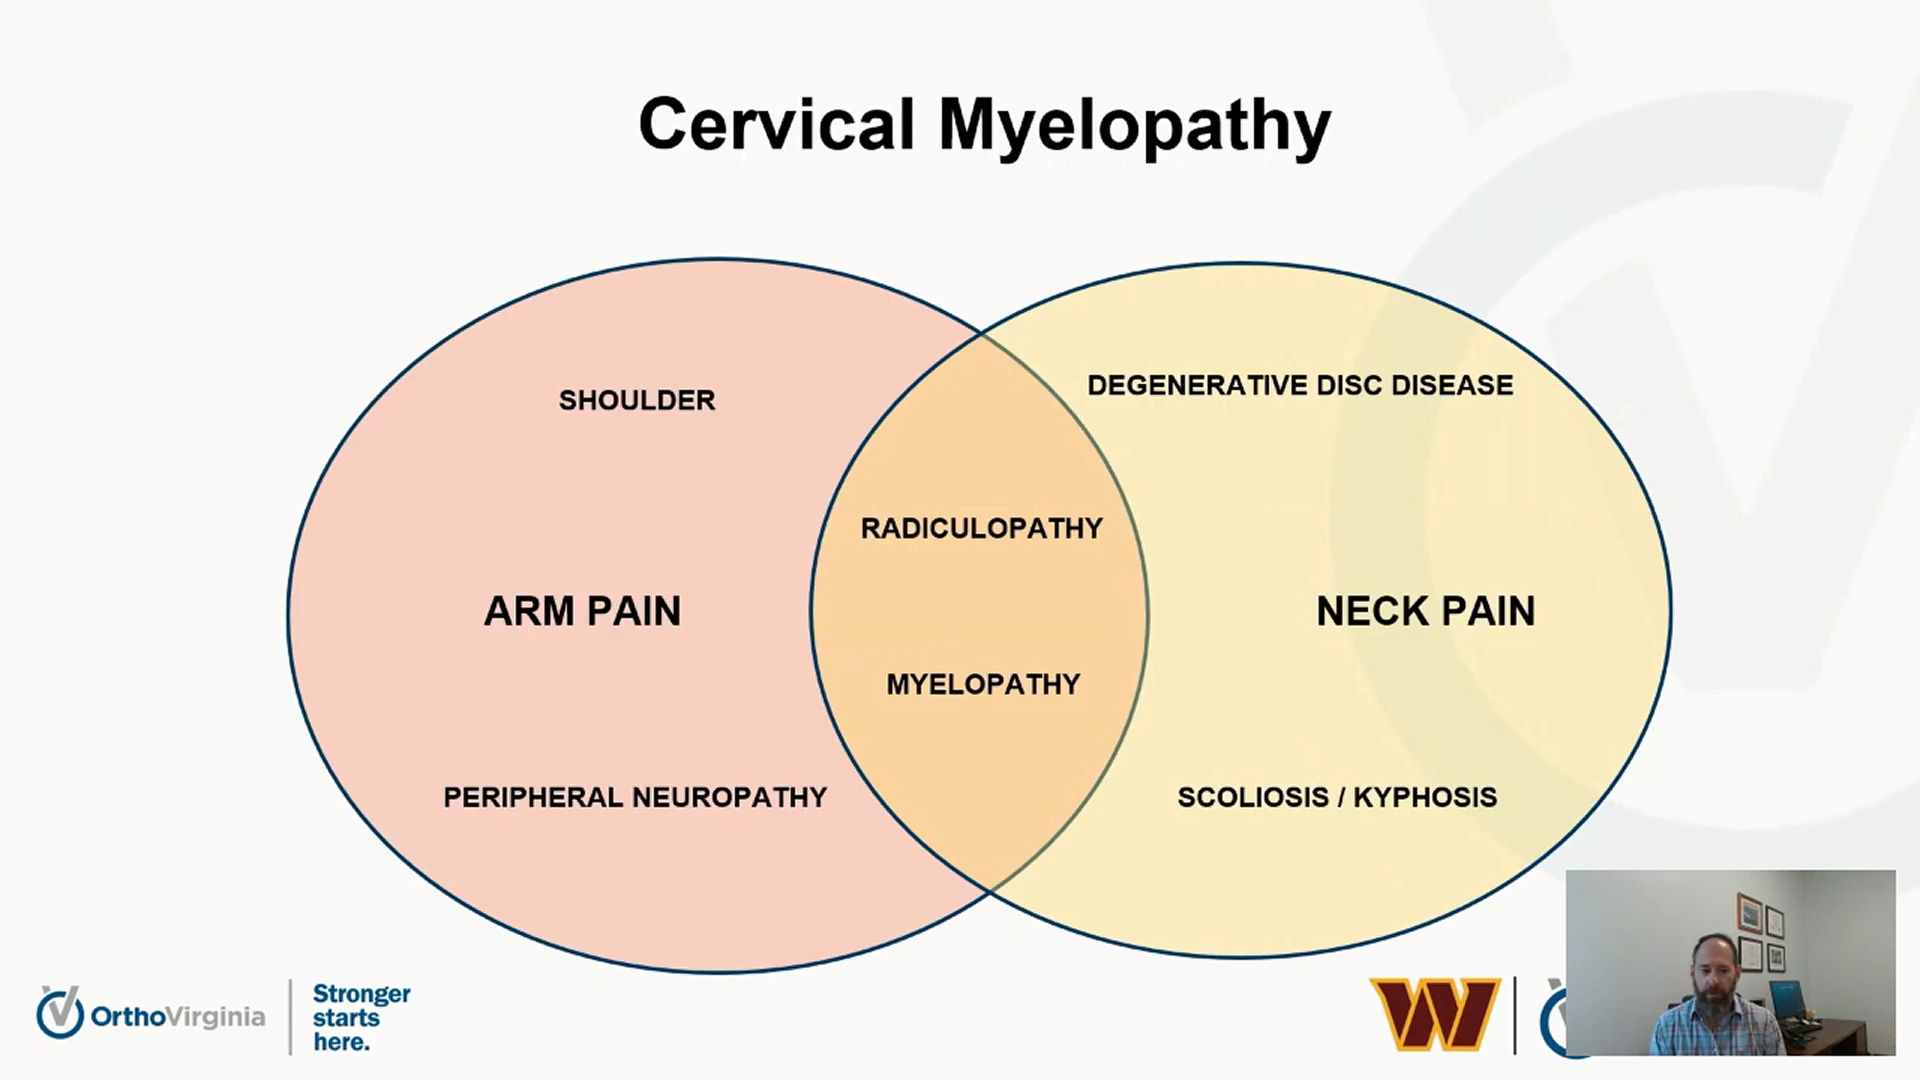 Cervical Myelopathy
SHOULDER
DEGENERATIVE DISC DISEASE
RADICULOPATHY
ARM PAIN
NECK PAIN
MYELOPATHY
PERIPHERAL NEUROPATHY
SCOLIOSIS / KYPHOSIS
OrthoVirginia
Stronger
starts
here.
W